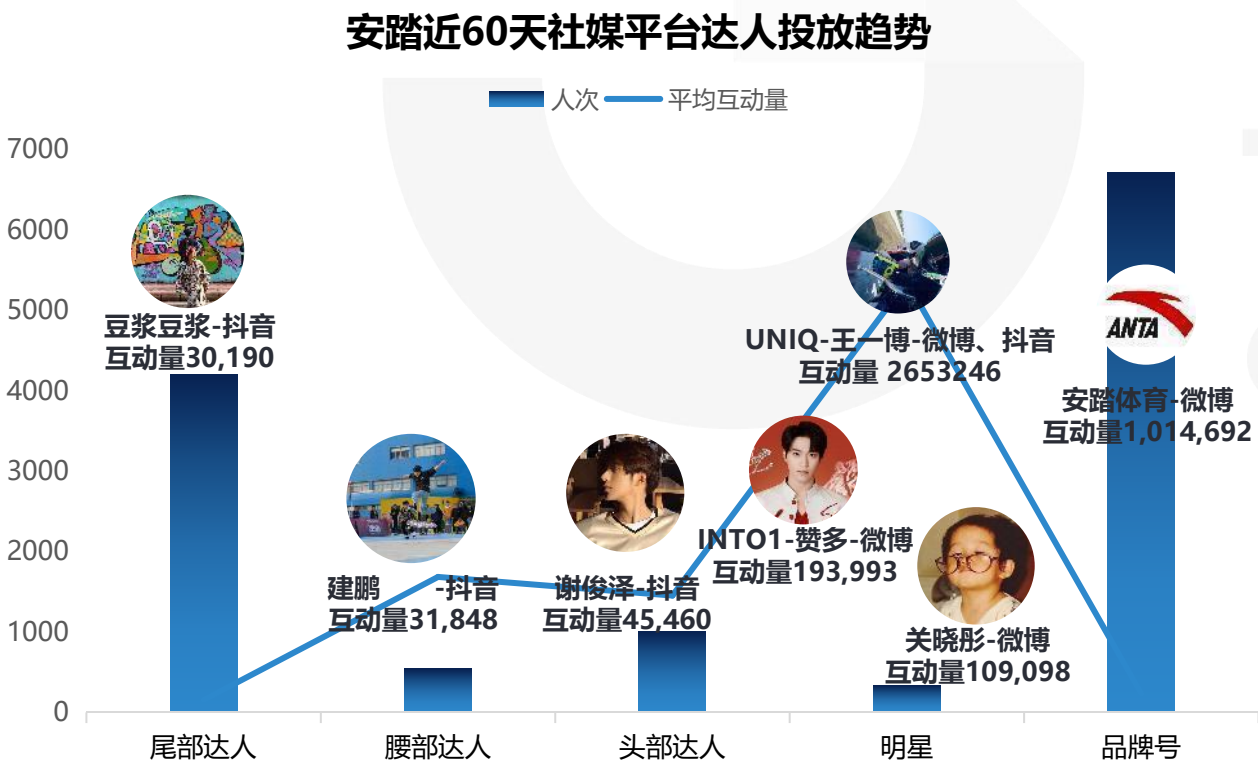 安踏近60天社媒平台达人投放趋势
人次 平均互动量
7000
6000
5000
4000
3000
2000
1000
0
豆浆豆浆-抖音
互动量30,190
建鹏 -抖音
互动量31,848
谢俊泽-抖音
互动量45,460
INTO1-赞多-微博
互动量193,993
UNIQ-王一博-微博、抖音
互动量 2653246
关晓彤-微博
互动量109,098
ANTA
安踏体育-微博
互动量1,014,692
尾部达人 腰部达人 头部达人 明星 品牌号